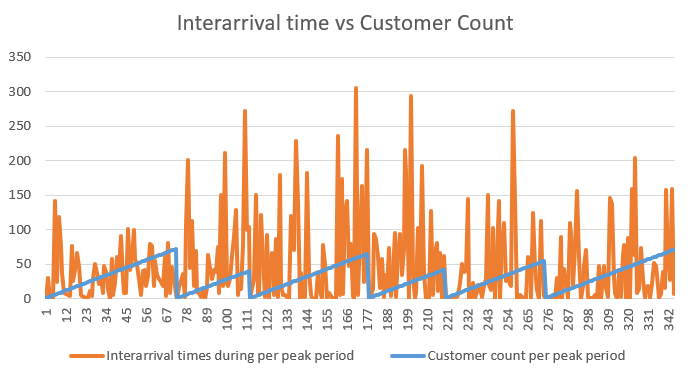 Interarrival time vs Customer Count
350
300
250
200
150
100
50
0
1 12 23 34 45 56 67 78 89 100 111 122 133 144 155 166 177 188 199 210 221 232 243 254 265 276 287 298 309 320 331 342
Interarrival times during per peak period Customer count per peak period